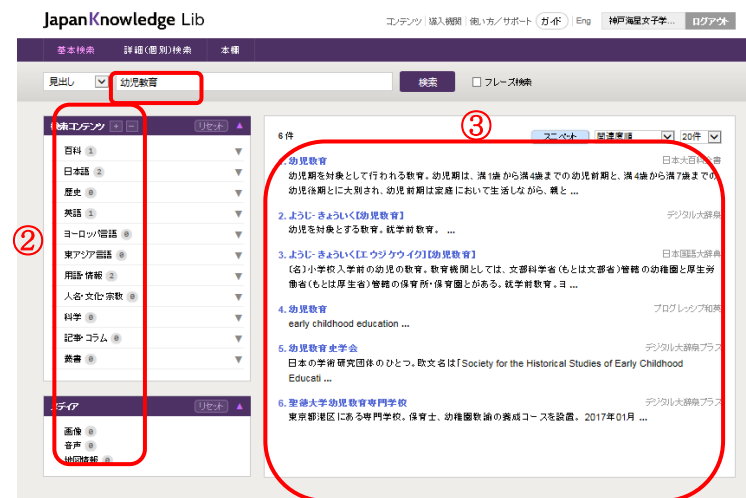 JapanKnowledge Lib
コンテンツ 導入機関 使い方／サポート ガイド Eng 神戸海星女子学... ログアウト
基本検索 詳細(個別)検索 本棚
見出し 幼児教育 検索 フレーズ検索
検索コンテンツ + − リセット
百科 1
日本語 2
歴史 0
英語 1
ヨーロッパ言語 0
東アジア言語 0
用語・情報 2
人名・文化・宗教 0
科学 0
記事・コラム 0
叢書 0
②
メディア リセット
画像 0
音声 0
地図情報 0
③
6 件 スニペット 関連度順 20件
1. 幼児教育 日本大百科全書
幼児期を対象として行われる教育。幼児期は、満1歳から満4歳までの幼児前期と、満4歳から満7歳までの
幼児後期とに大別され、幼児前期は家庭において生活しながら、親と ...
2. ようじ‐きょういく【幼児教育】 デジタル大辞泉
幼児を対象とする教育。就学前教育。 ...
3. ようじ‐きょういく[エウジケウイク]【幼児教育】 日本国語大辞典
〔名〕小学校入学前の幼児の教育。教育機関としては、文部科学省(もとは文部省)管轄の幼稚園と厚生労
働省(もとは厚生省)管轄の保育所・保育園とがある。就学前教育。ヨ ...
4. 幼児教育 プログレッシブ和英
early childhood education ...
5. 幼児教育史学会 デジタル大辞泉プラス
日本の学術研究団体のひとつ。欧文名は「Society for the Historical Studies of Early Childhood
Educati ...
6. 聖徳大学幼児教育専門学校 デジタル大辞泉プラス
東京都港区にある専門学校。保育士、幼稚園教諭の養成コースを設置。 2017年01月 ...